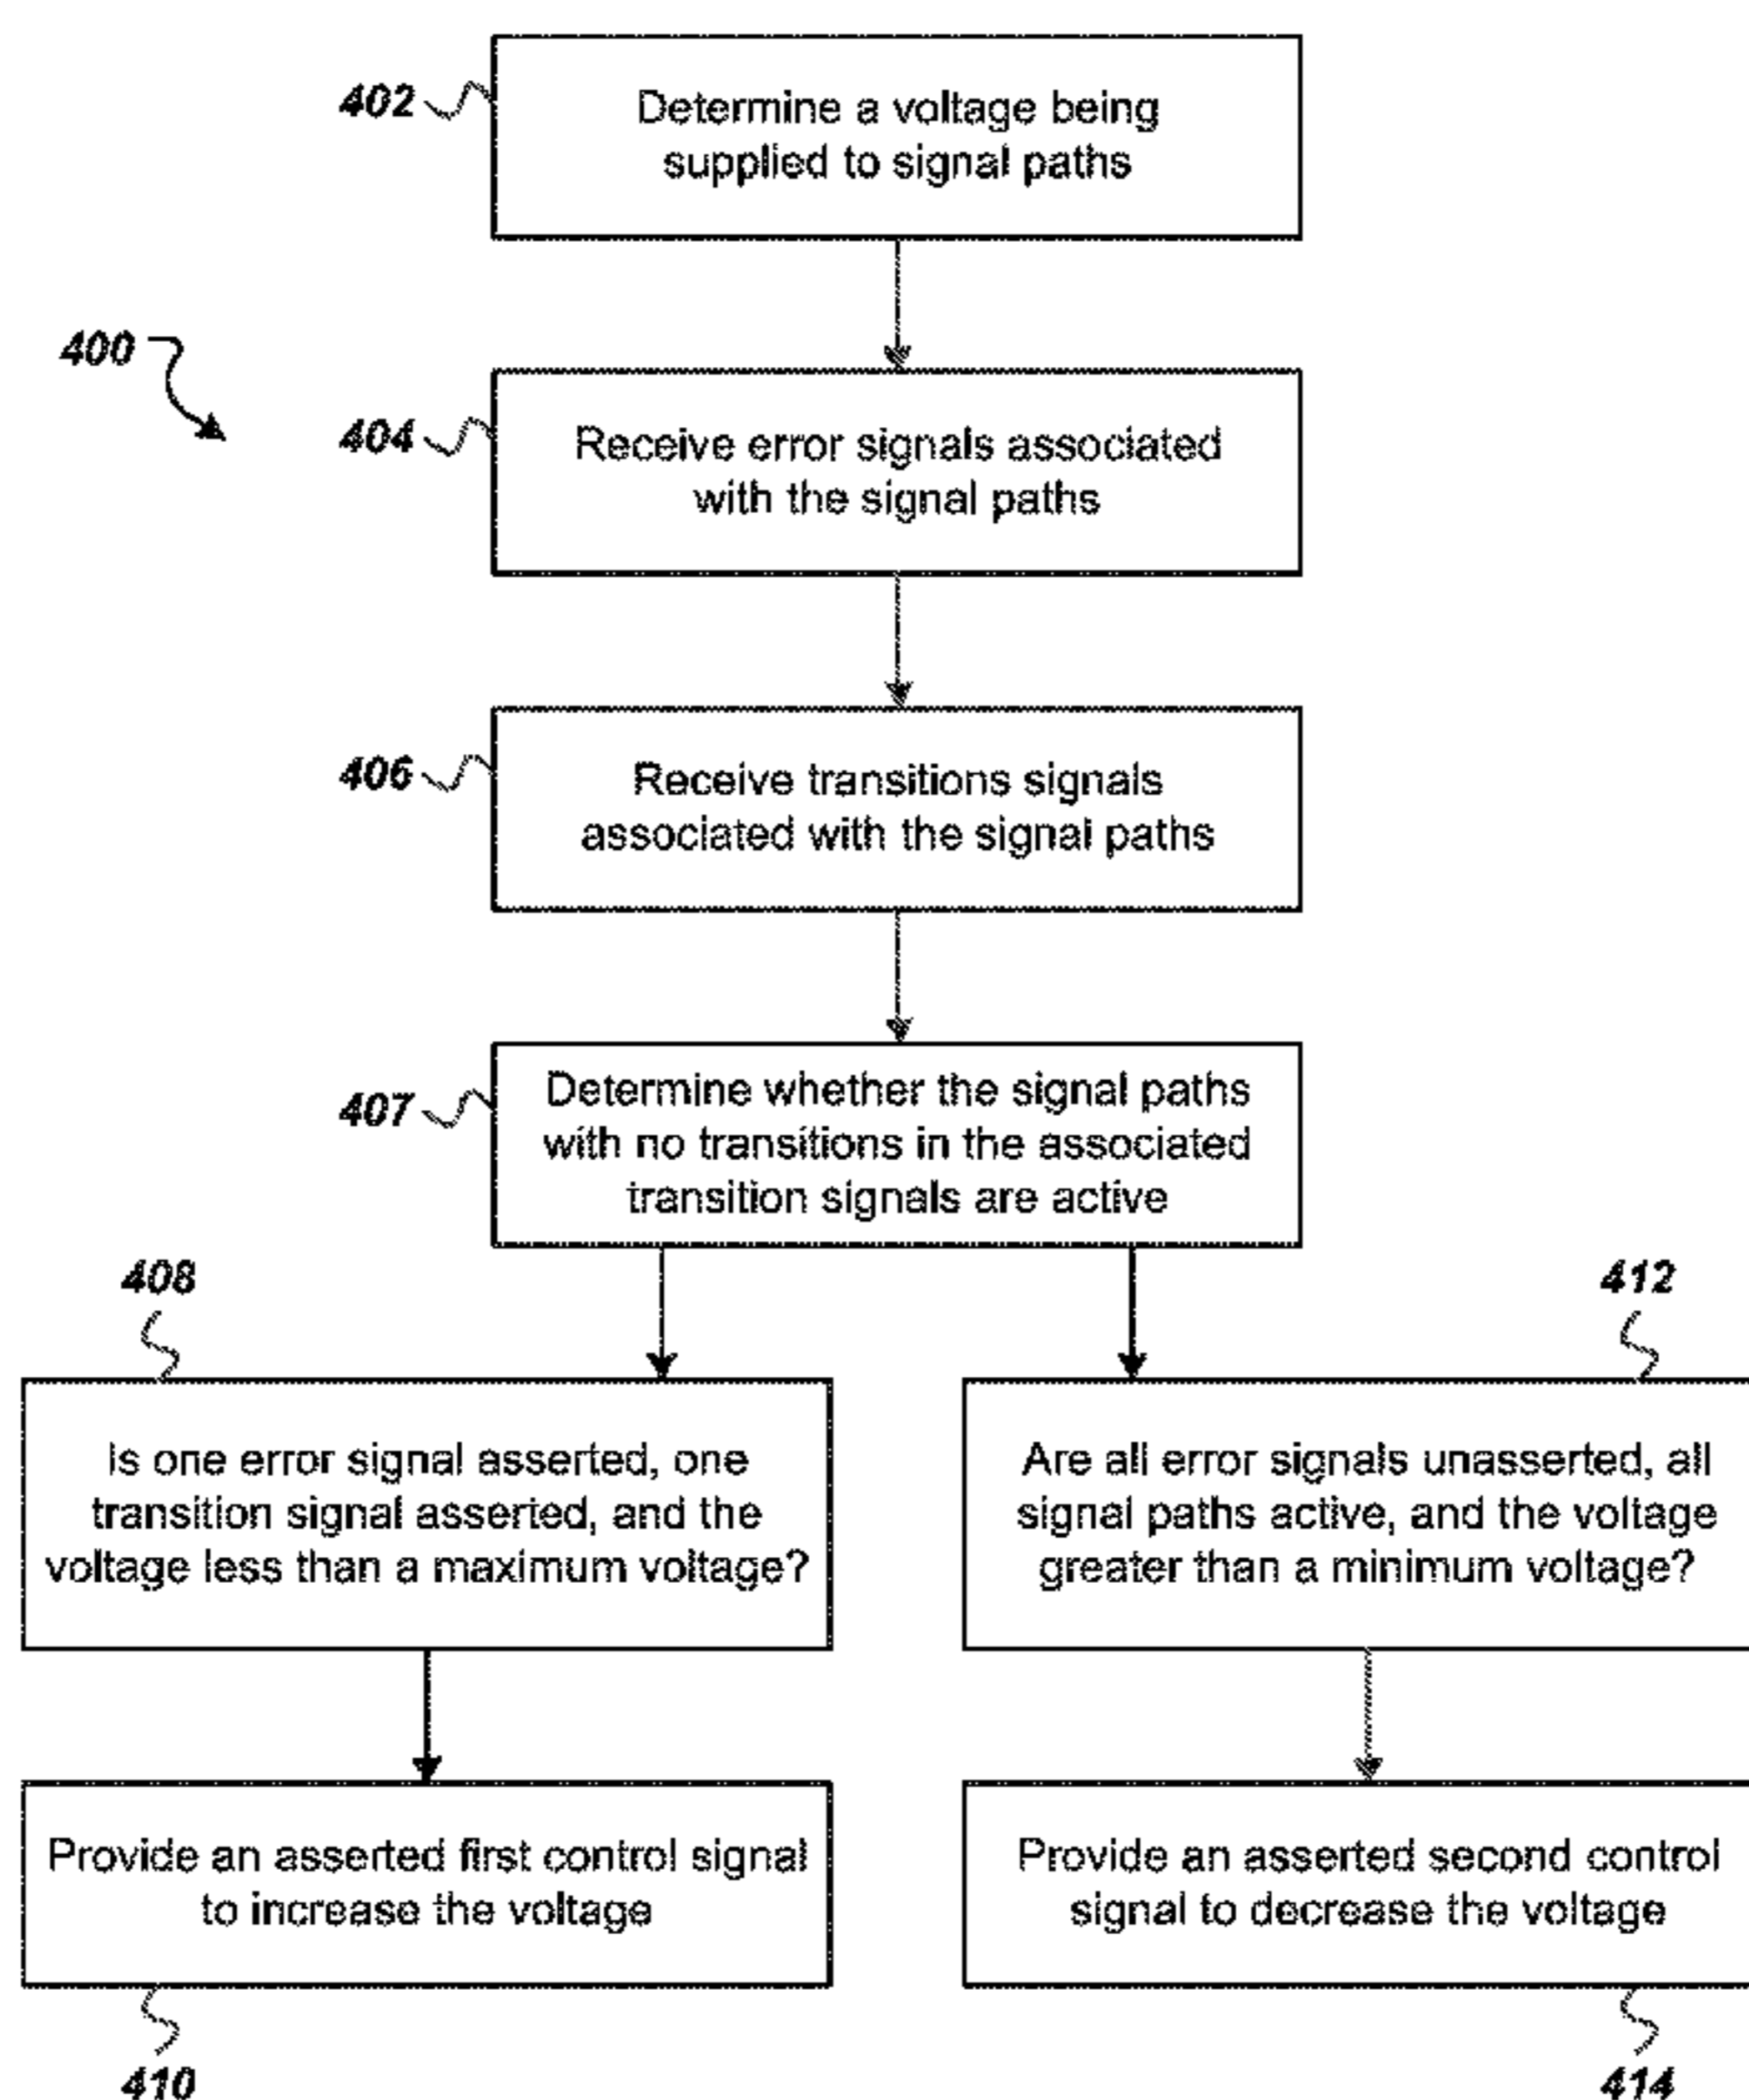 402
Determine a voltage being
supplied to signal paths
400
404
Receive error signals associated
with the signal paths
406
Receive transitions signals
associated with the signal paths
407
Determine whether the signal paths
with no transitions in the associated
transition signals are active
408
Is one error signal asserted, one
transition signal asserted, and the
voltage less than a maximum voltage?
412
Are all error signals unasserted, all
signal paths active, and the voltage
greater than a minimum voltage?
Provide an asserted first control signal
to increase the voltage
410
Provide an asserted second control
signal to decrease the voltage
414